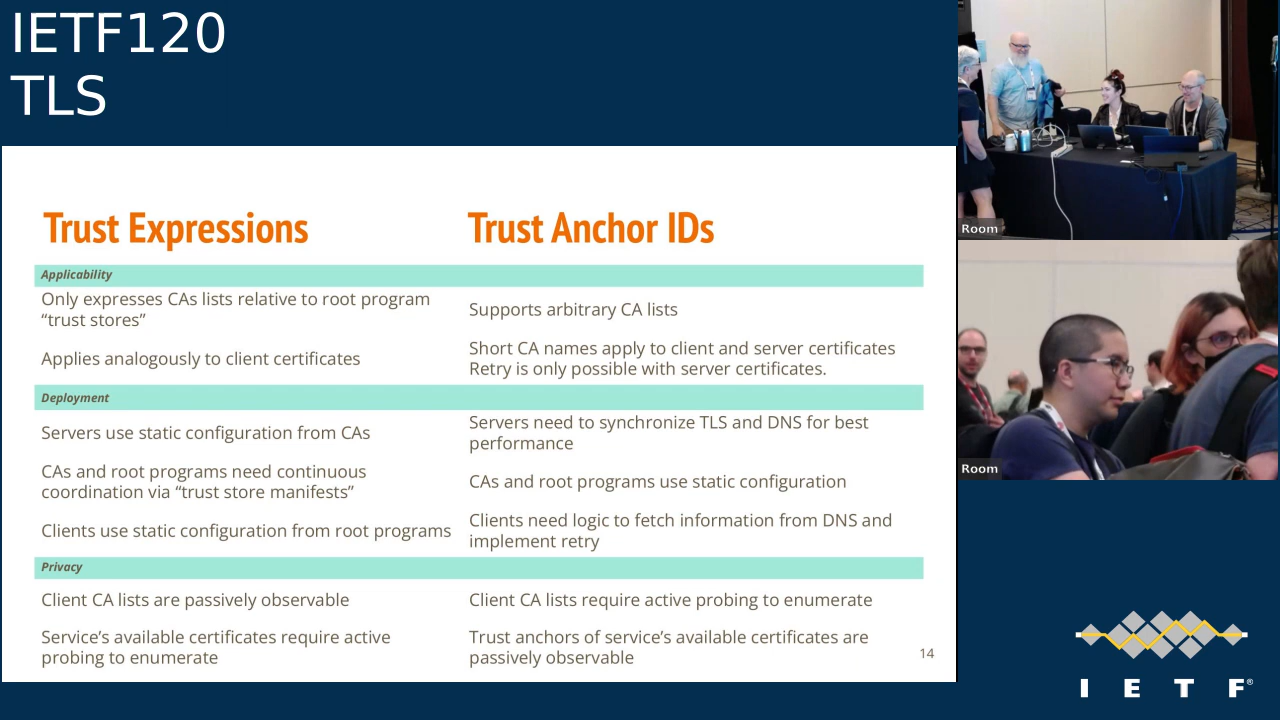 IETF120
TLS
Trust Expressions
Trust Anchor IDs
Applicability
Only expresses CAs lists relative to root program
“trust stores”
Supports arbitrary CA lists
Applies analogously to client certificates
Short CA names apply to client and server certificates
Retry is only possible with server certificates.
Deployment
Servers use static configuration from CAs
Servers need to synchronize TLS and DNS for best
performance
CAs and root programs need continuous
coordination via “trust store manifests”
CAs and root programs use static configuration
Clients use static configuration from root programs
Clients need logic to fetch information from DNS and
implement retry
Privacy
Client CA lists are passively observable
Client CA lists require active probing to enumerate
Service’s available certificates require active
probing to enumerate
Trust anchors of service’s available certificates are
passively observable
14
Room
Room
I E T F®